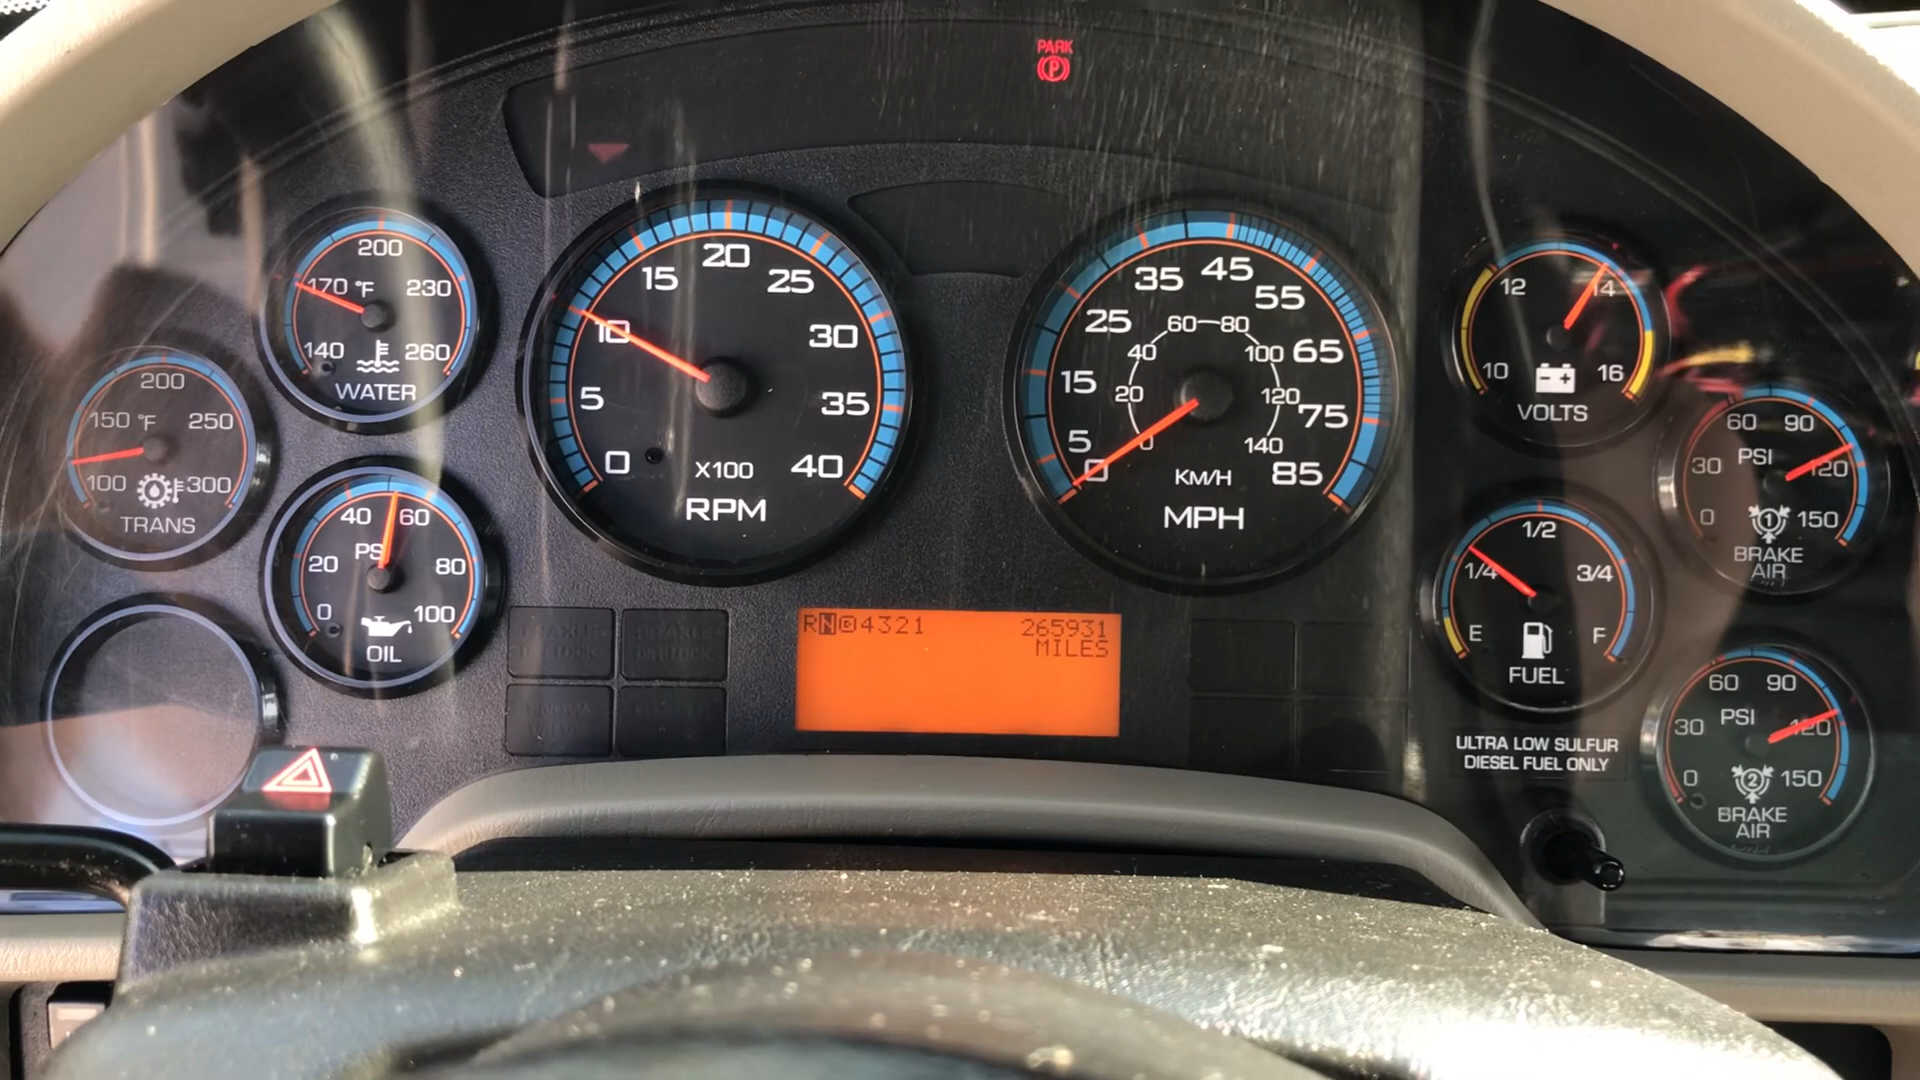 PARK
P
200
170 °F 230
140 260
WATER
200
150 °F 250
100 300
TRANS
40 60
PSI
20 80
0 100
OIL
20
15 25
10 30
5 35
0 40
X100
RPM
45
35 55
25 65
15 75
5 85
0
60 80
40 100
20 120
0 140
KM/H
MPH
12 14
10 16
- +
VOLTS
60 90
PSI
30 120
0 150
1
BRAKE
AIR
1/2
1/4 3/4
E F
FUEL
60 90
PSI
30 120
0 150
2
BRAKE
AIR
RND4321 265931
MILES
ULTRA LOW SULFUR
DIESEL FUEL ONLY